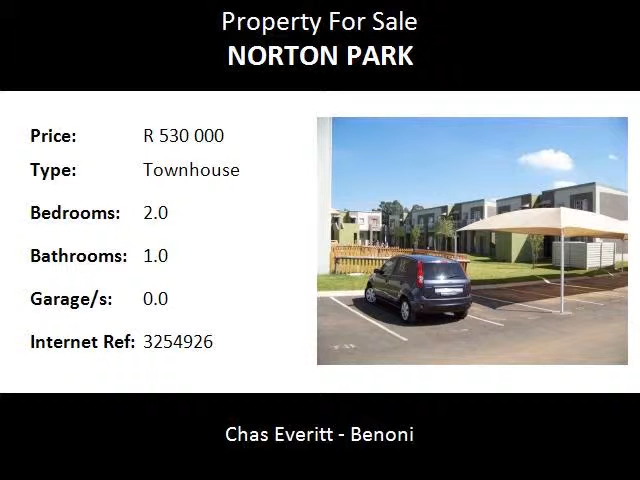 Property For Sale
NORTON PARK
Price: R 530 000
Type: Townhouse
Bedrooms: 2.0
Bathrooms: 1.0
Garage/s: 0.0
Internet Ref: 3254926
Chas Everitt - Benoni